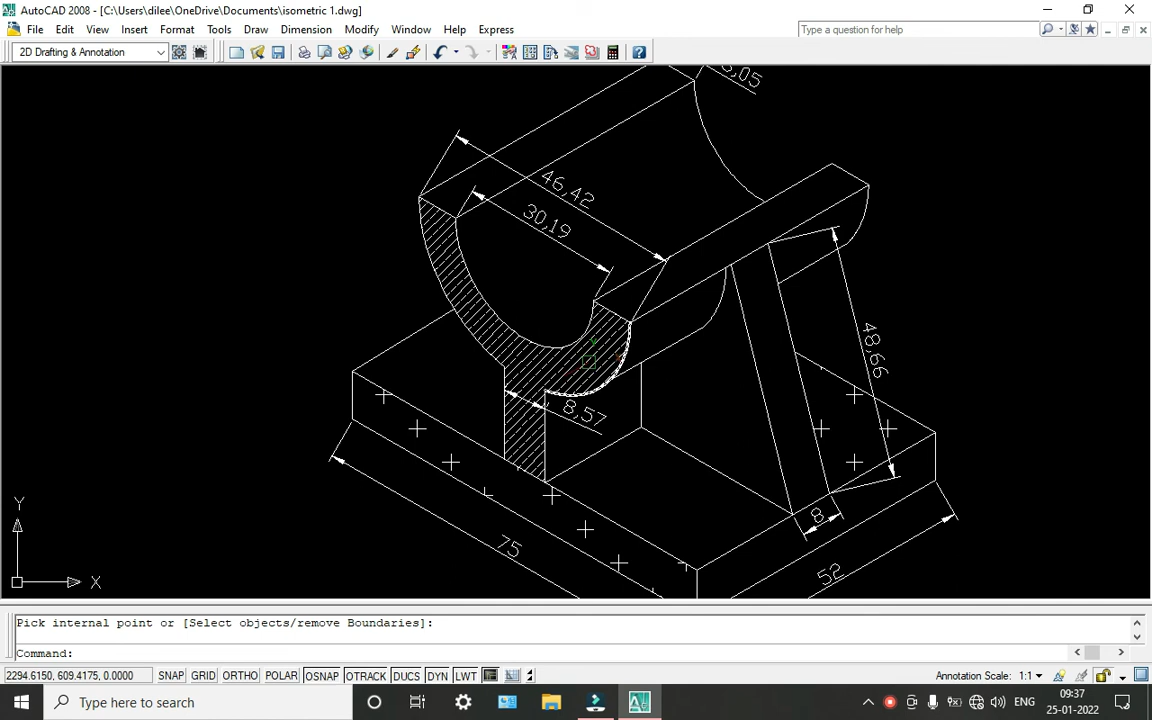 AutoCAD 2008 - [C:\Users\dilee\OneDrive\Documents\isometric 1.dwg]
File Edit View Insert Format Tools Draw Dimension Modify Window Help Express
Type a question for help
2D Drafting & Annotation
46,42
30,19
48,66
8,57
75
8
52
Y
X
Y
Pick internal point or [Select objects/remove Boundaries]:
Command:
2294.6150, 609.4175, 0.0000 SNAP GRID ORTHO POLAR OSNAP OTRACK DUCS DYN LWT Annotation Scale: 1:1
Type here to search
ENG
09:37
25-01-2022